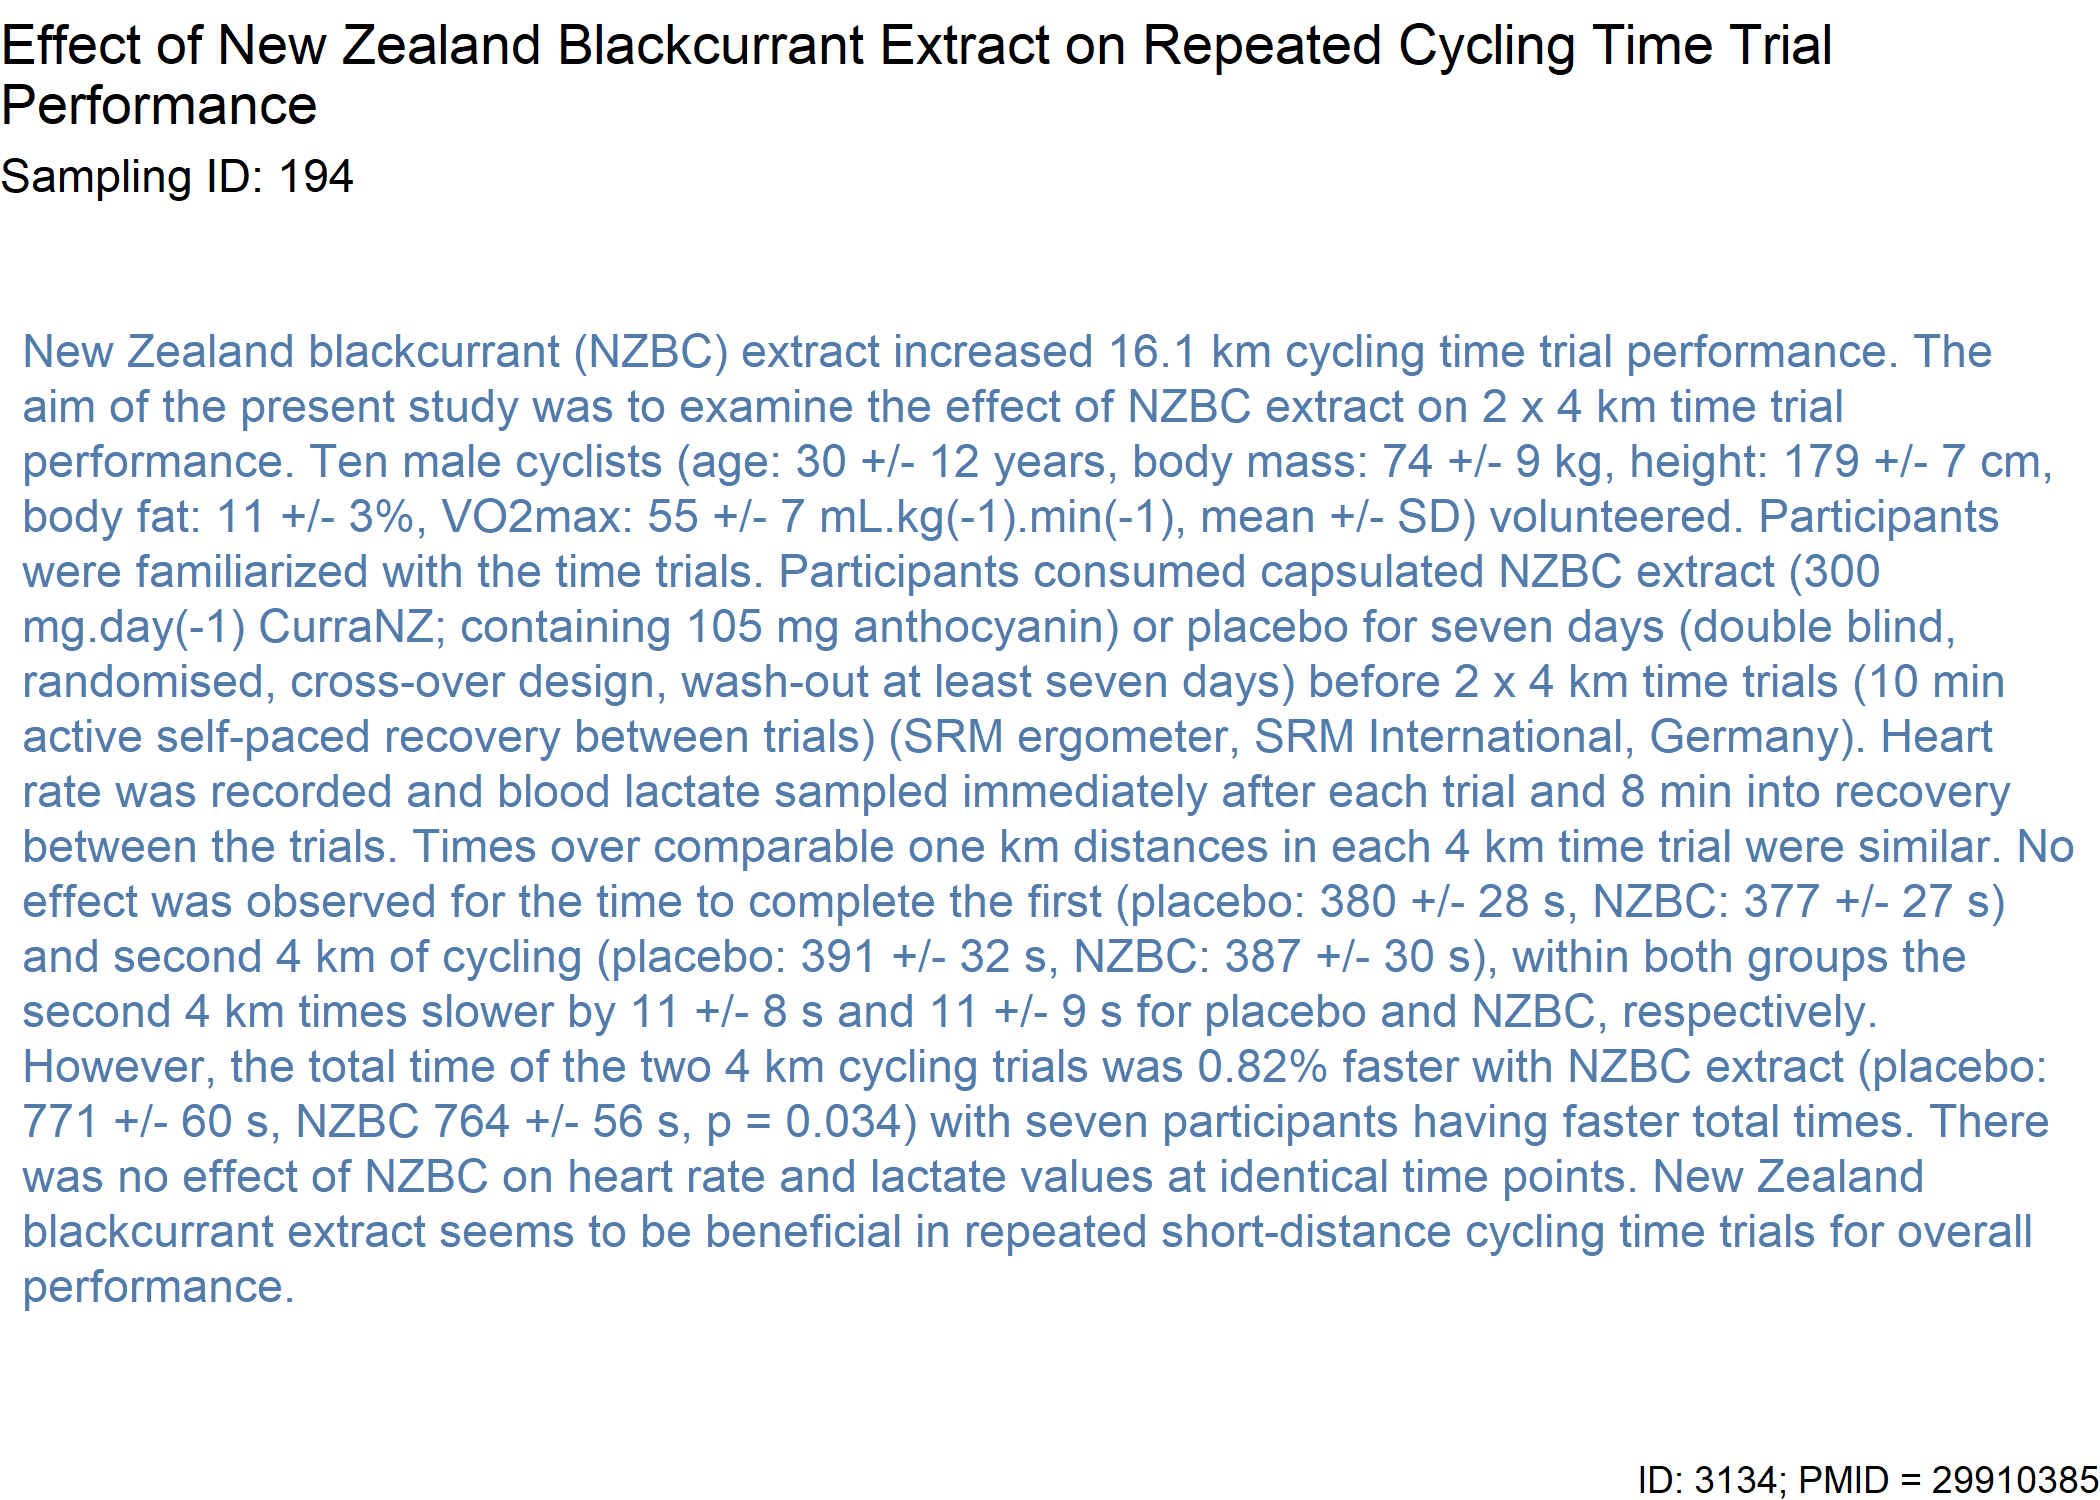 Effect of New Zealand Blackcurrant Extract on Repeated Cycling Time Trial
Performance
Sampling ID: 194
New Zealand blackcurrant (NZBC) extract increased 16.1 km cycling time trial performance. The
aim of the present study was to examine the effect of NZBC extract on 2 x 4 km time trial
performance. Ten male cyclists (age: 30 +/- 12 years, body mass: 74 +/- 9 kg, height: 179 +/- 7 cm,
body fat: 11 +/- 3%, VO2max: 55 +/- 7 mL.kg(-1).min(-1), mean +/- SD) volunteered. Participants
were familiarized with the time trials. Participants consumed capsulated NZBC extract (300
mg.day(-1) CurraNZ; containing 105 mg anthocyanin) or placebo for seven days (double blind,
randomised, cross-over design, wash-out at least seven days) before 2 x 4 km time trials (10 min
active self-paced recovery between trials) (SRM ergometer, SRM International, Germany). Heart
rate was recorded and blood lactate sampled immediately after each trial and 8 min into recovery
between the trials. Times over comparable one km distances in each 4 km time trial were similar. No
effect was observed for the time to complete the first (placebo: 380 +/- 28 s, NZBC: 377 +/- 27 s)
and second 4 km of cycling (placebo: 391 +/- 32 s, NZBC: 387 +/- 30 s), within both groups the
second 4 km times slower by 11 +/- 8 s and 11 +/- 9 s for placebo and NZBC, respectively.
However, the total time of the two 4 km cycling trials was 0.82% faster with NZBC extract (placebo:
771 +/- 60 s, NZBC 764 +/- 56 s, p = 0.034) with seven participants having faster total times. There
was no effect of NZBC on heart rate and lactate values at identical time points. New Zealand
blackcurrant extract seems to be beneficial in repeated short-distance cycling time trials for overall
performance.
ID: 3134; PMID = 29910385